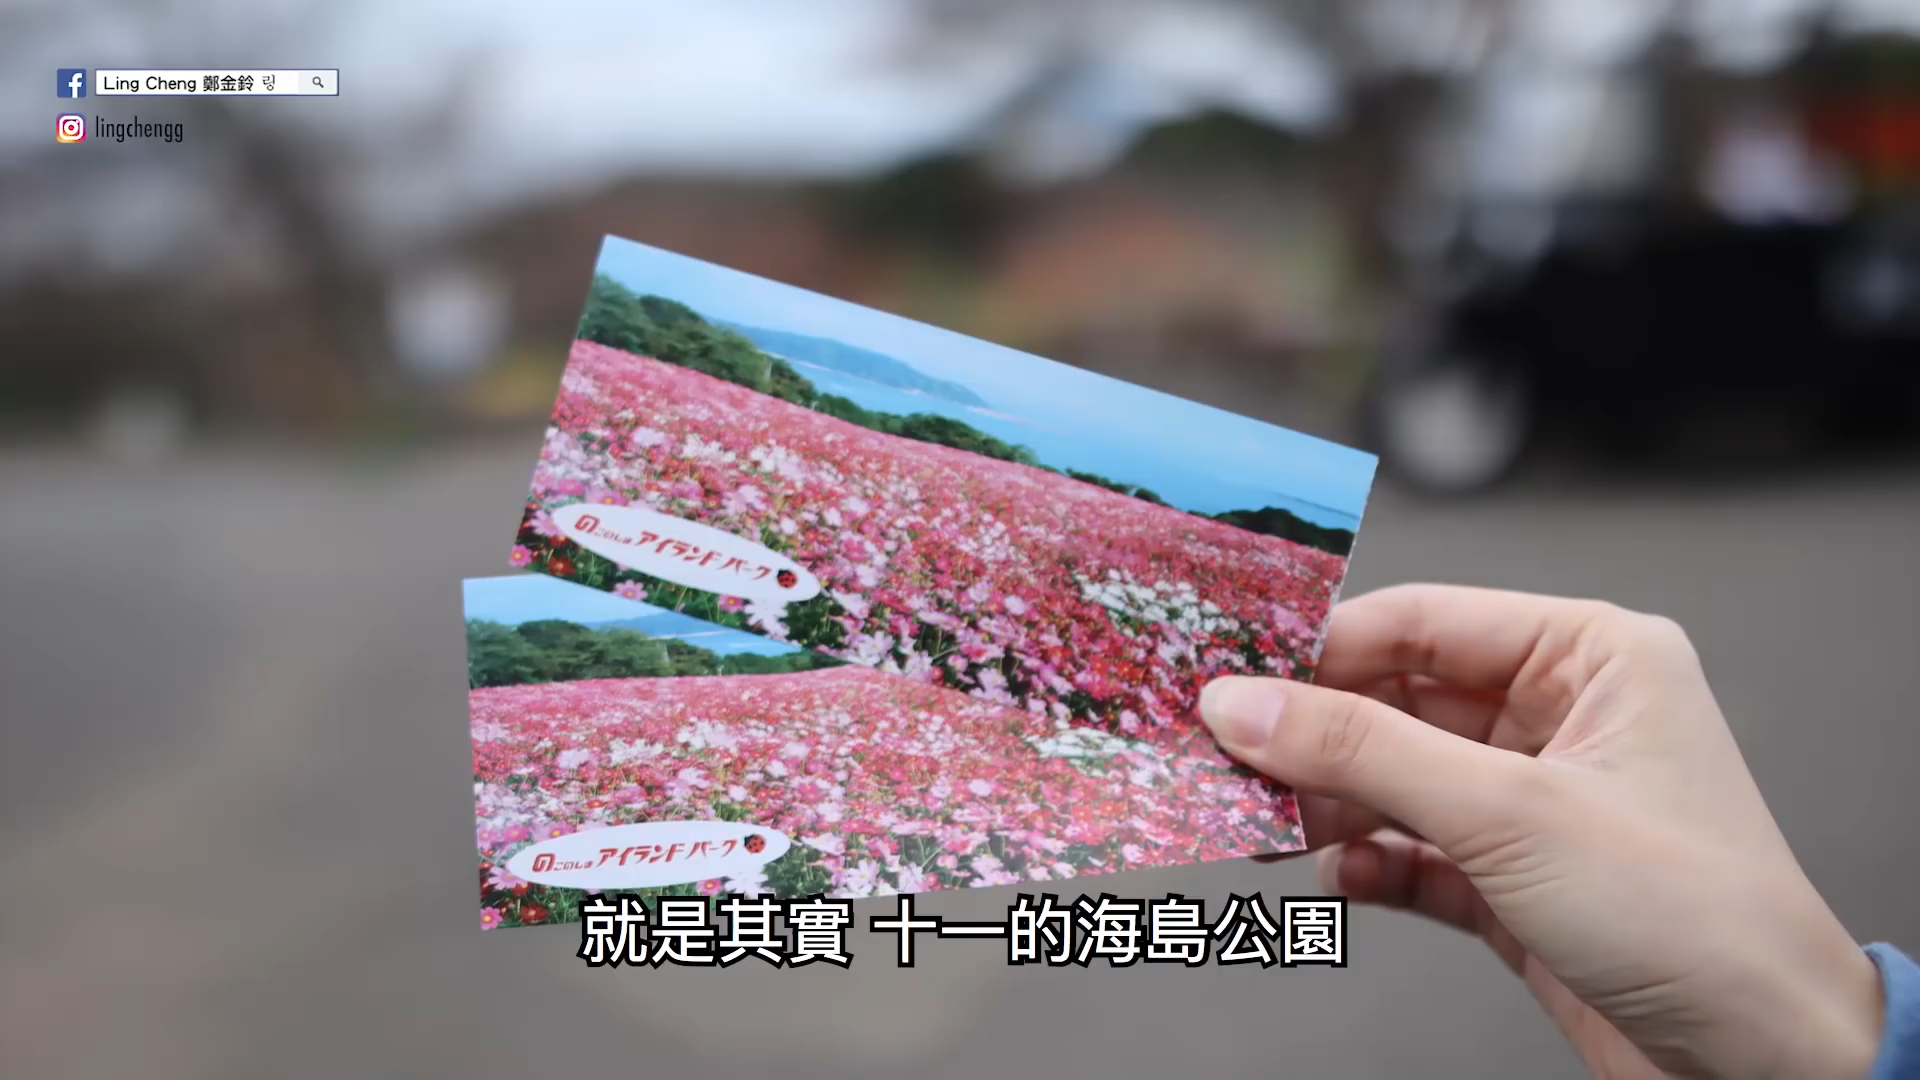 Ling Cheng 鄭金鈴 링
lingchengg
のこのしま アイランドパーク
のこのしま アイランドパーク
就是其實 十一的海島公園